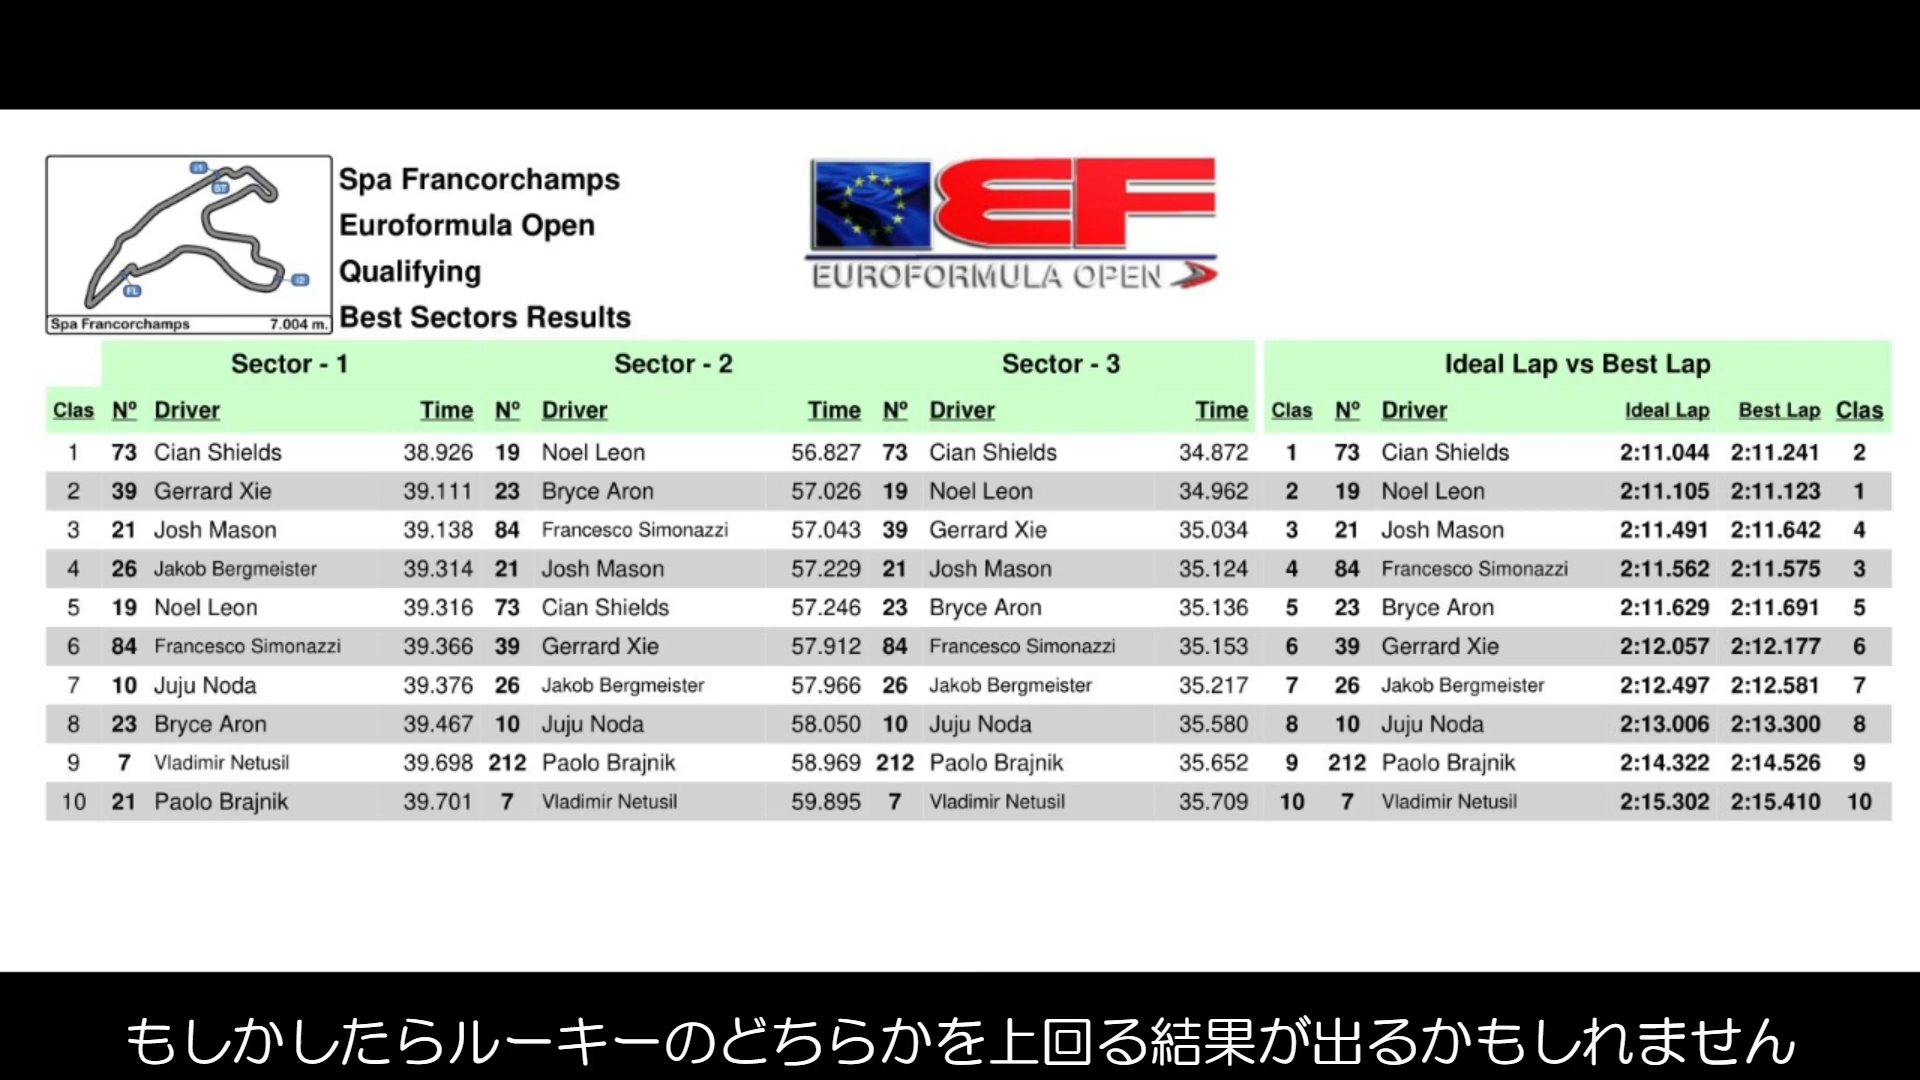 i1
ST
i2
FL
Spa Francorchamps 7.004 m.
Spa Francorchamps
Euroformula Open
Qualifying
Best Sectors Results
EF
EUROFORMULA OPEN
Sector - 1 Sector - 2 Sector - 3 Ideal Lap vs Best Lap
Clas Nº Driver Time Nº Driver Time Nº Driver Time Clas Nº Driver Ideal Lap Best Lap Clas
1 73 Cian Shields 38.926 19 Noel Leon 56.827 73 Cian Shields 34.872 1 73 Cian Shields 2:11.044 2:11.241 2
2 39 Gerrard Xie 39.111 23 Bryce Aron 57.026 19 Noel Leon 34.962 2 19 Noel Leon 2:11.105 2:11.123 1
3 21 Josh Mason 39.138 84 Francesco Simonazzi 57.043 39 Gerrard Xie 35.034 3 21 Josh Mason 2:11.491 2:11.642 4
4 26 Jakob Bergmeister 39.314 21 Josh Mason 57.229 21 Josh Mason 35.124 4 84 Francesco Simonazzi 2:11.562 2:11.575 3
5 19 Noel Leon 39.316 73 Cian Shields 57.246 23 Bryce Aron 35.136 5 23 Bryce Aron 2:11.629 2:11.691 5
6 84 Francesco Simonazzi 39.366 39 Gerrard Xie 57.912 84 Francesco Simonazzi 35.153 6 39 Gerrard Xie 2:12.057 2:12.177 6
7 10 Juju Noda 39.376 26 Jakob Bergmeister 57.966 26 Jakob Bergmeister 35.217 7 26 Jakob Bergmeister 2:12.497 2:12.581 7
8 23 Bryce Aron 39.467 10 Juju Noda 58.050 10 Juju Noda 35.580 8 10 Juju Noda 2:13.006 2:13.300 8
9 7 Vladimir Netusil 39.698 212 Paolo Brajnik 58.969 212 Paolo Brajnik 35.652 9 212 Paolo Brajnik 2:14.322 2:14.526 9
10 21 Paolo Brajnik 39.701 7 Vladimir Netusil 59.895 7 Vladimir Netusil 35.709 10 7 Vladimir Netusil 2:15.302 2:15.410 10
もしかしたらルーキーのどちらかを上回る結果が出るかもしれません